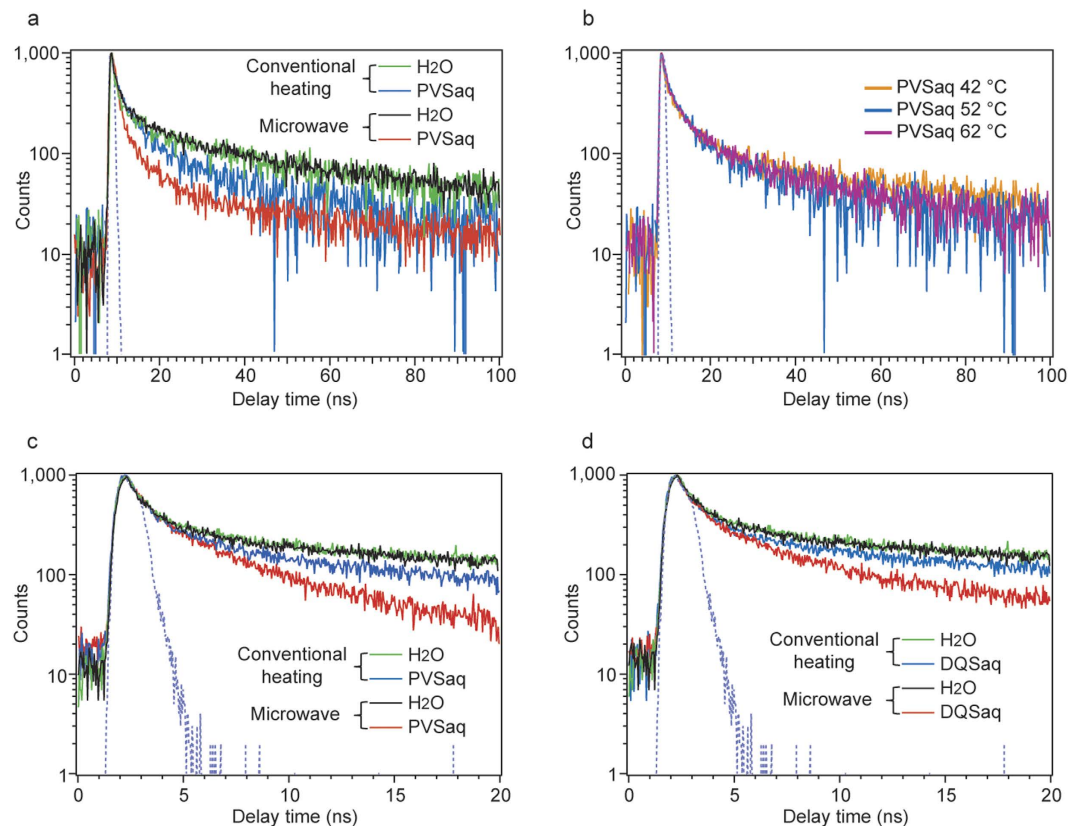 a
1,000
100
10
1
Counts
0 20 40 60 80 100
Delay time (ns)
Conventional heating
H2O
PVSaq
Microwave
H2O
PVSaq
b
1,000
100
10
1
Counts
0 20 40 60 80 100
Delay time (ns)
PVSaq 42 °C
PVSaq 52 °C
PVSaq 62 °C
c
1,000
100
10
1
Counts
0 5 10 15 20
Delay time (ns)
Conventional heating
H2O
PVSaq
Microwave
H2O
PVSaq
d
1,000
100
10
1
Counts
0 5 10 15 20
Delay time (ns)
Conventional heating
H2O
DQSaq
Microwave
H2O
DQSaq